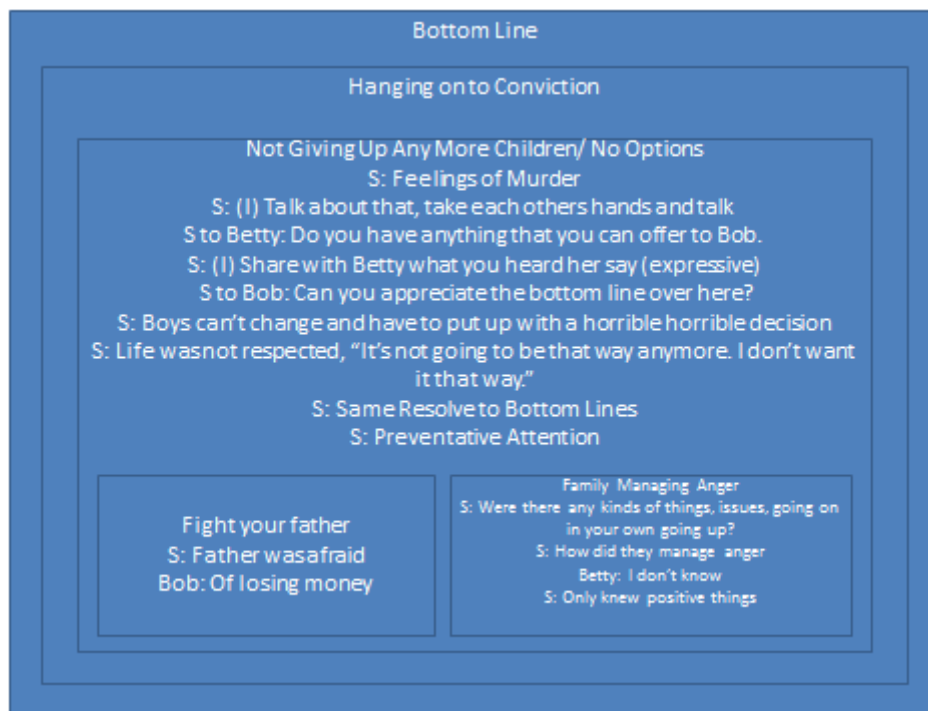 Bottom Line
Hanging on to Conviction
Not Giving Up Any More Children/ No Options
S: Feelings of Murder
S: (I) Talk about that, take each others hands and talk
S to Betty: Do you have anything that you can offer to Bob.
S: (I) Share with Betty what you heard her say (expressive)
S to Bob: Can you appreciate the bottom line over here?
S: Boys can't change and have to put up with a horrible horrible decision
S: Life was not respected, "It's not going to be that way anymore. I don't want
it that way."
S: Same Resolve to Bottom Lines
S: Preventative Attention
Fight your father
S: Father was afraid
Bob: Of losing money
Family Managing Anger
S: Were there any kinds of things, issues, going on
in your own going up?
S: How did they manage anger
Betty: I don't know
S: Only knew positive things